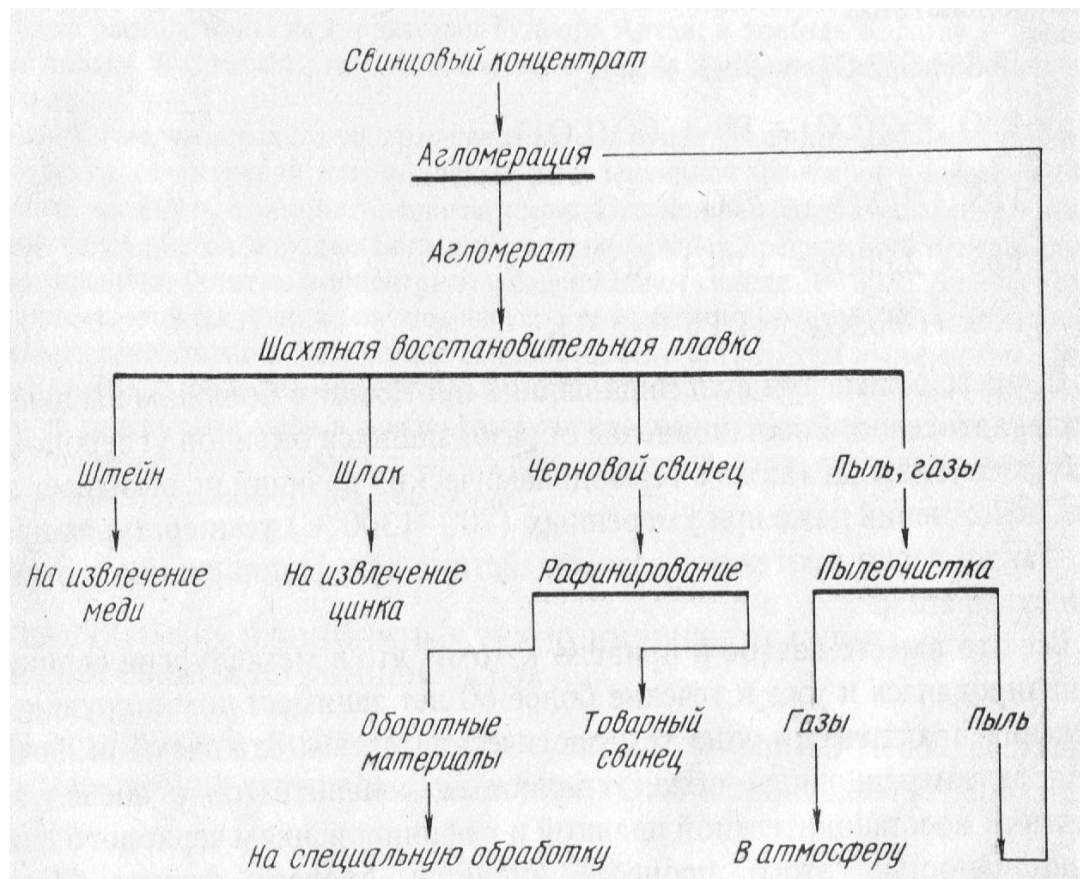 Свинцовый концентрат
Агломерация
Агломерат
Шахтная восстановительная плавка
Штейн
Шлак
Черновой свинец
Пыль, газы
На извлечение
меди
На извлечение
цинка
Рафинирование
Пылеочистка
Оборотные
материалы
Товарный
свинец
Газы
Пыль
На специальную обработку
В атмосферу